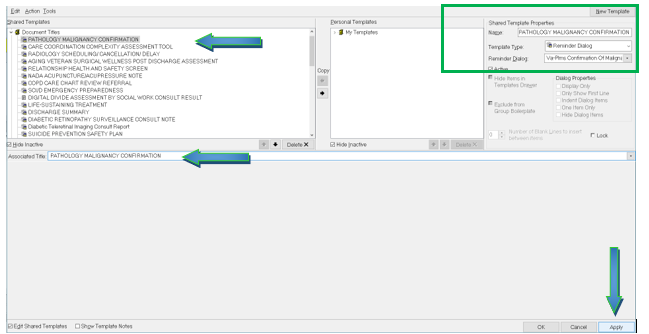 Edit Action Tools
New Template
Shared Templates
Document Titles
PATHOLOGY MALIGNANCY CONFIRMATION
CARE COORDINATION COMPLEXITY ASSESSMENT TOOL
RADIOLOGY SCHEDULING/CANCELLATION/ DELAY
AGING VETERAN SURGICAL WELLNESS POST DISCHARGE ASSESSMENT
RELATIONSHIP HEALTH AND SAFETY SCREEN
NADA ACUPUNCTURE/ACUPRESSURE NOTE
COPD CARE CHART REVIEW REFERRAL
SCI/D EMERGENCY PREPAREDNESS
DIGITAL DIVIDE ASSESSMENT BY SOCIAL WORK CONSULT RESULT
LIFE-SUSTAINING TREATMENT
DISCHARGE SUMMARY
DIABETIC RETINOPATHY SURVEILLANCE CONSULT NOTE
Diabetic Teleretinal Imaging Consult Report
SUICIDE PREVENTION SAFETY PLAN
Hide Inactive
Delete X
Copy
Personal Templates
My Templates
Hide Inactive
Delete X
Shared Template Properties
Name: PATHOLOGY MALIGNANCY CONFIRMATION
Template Type: Reminder Dialog
Reminder Dialog: Va-Pms Confirmation Of Malign
Active
Hide Items in
Templates Drawer
Exclude from
Group Boilerplate
Dialog Properties
Display Only
Only Show First Line
Indent Dialog Items
One Item Only
Hide Dialog Items
0 Number of Blank Lines to insert
between items
Lock
Associated Title: PATHOLOGY MALIGNANCY CONFIRMATION
Edit Shared Templates Show Template Notes
OK Cancel Apply